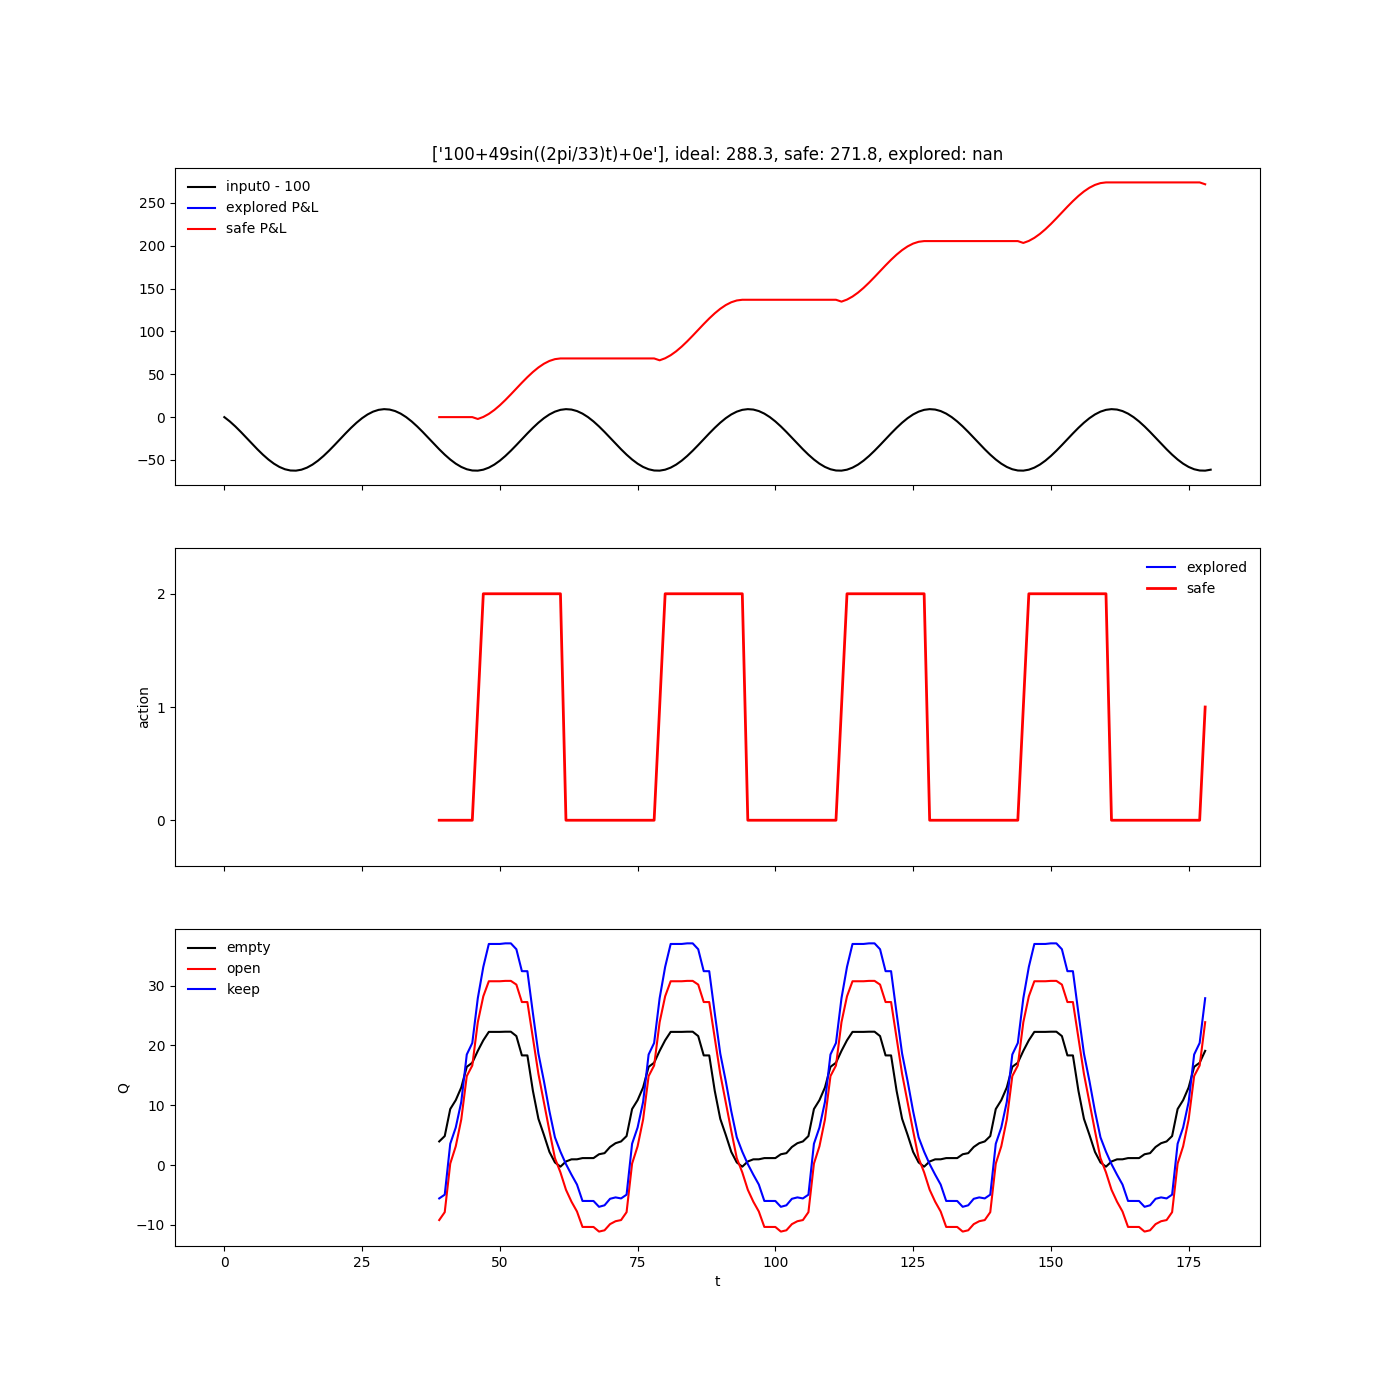 ['100+49sin((2pi/33)t)+0e'], ideal: 288.3, safe: 271.8, explored: nan
input0 - 100
explored P&L
safe P&L
250
200
150
100
50
0
−50
explored
safe
action
2
1
0
empty
open
keep
Q
30
20
10
0
−10
0 25 50 75 100 125 150 175
t